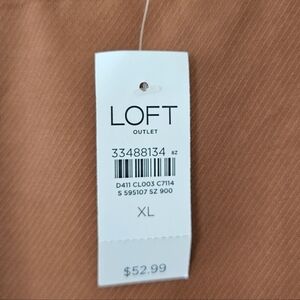 LOFT
OUTLET
33488134 8Z
D411 CL003 C7114
S 595107 SZ 900
XL
$52.99